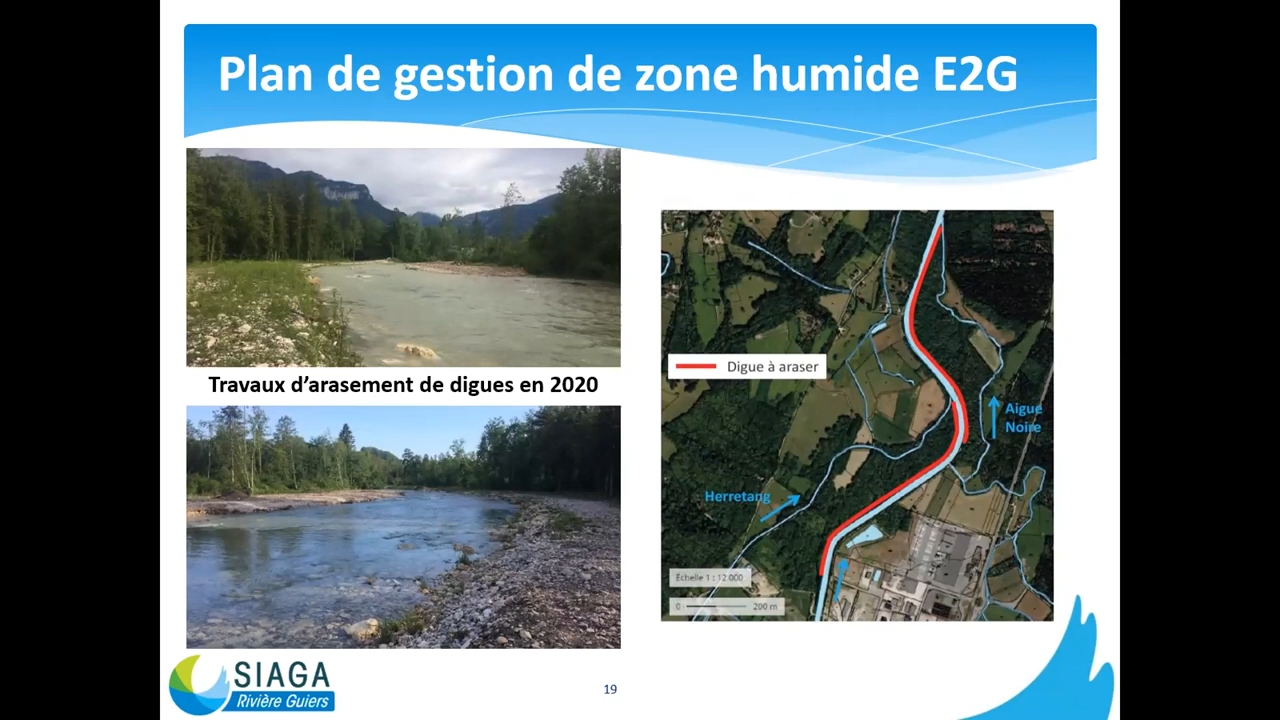 Plan de gestion de zone humide E2G
Travaux d'arasement de digues en 2020
Digue à araser
Aigue
Noire
Herretang
Échelle 1 : 12 000
0 200 m
SIAGA
Rivière Guiers
19